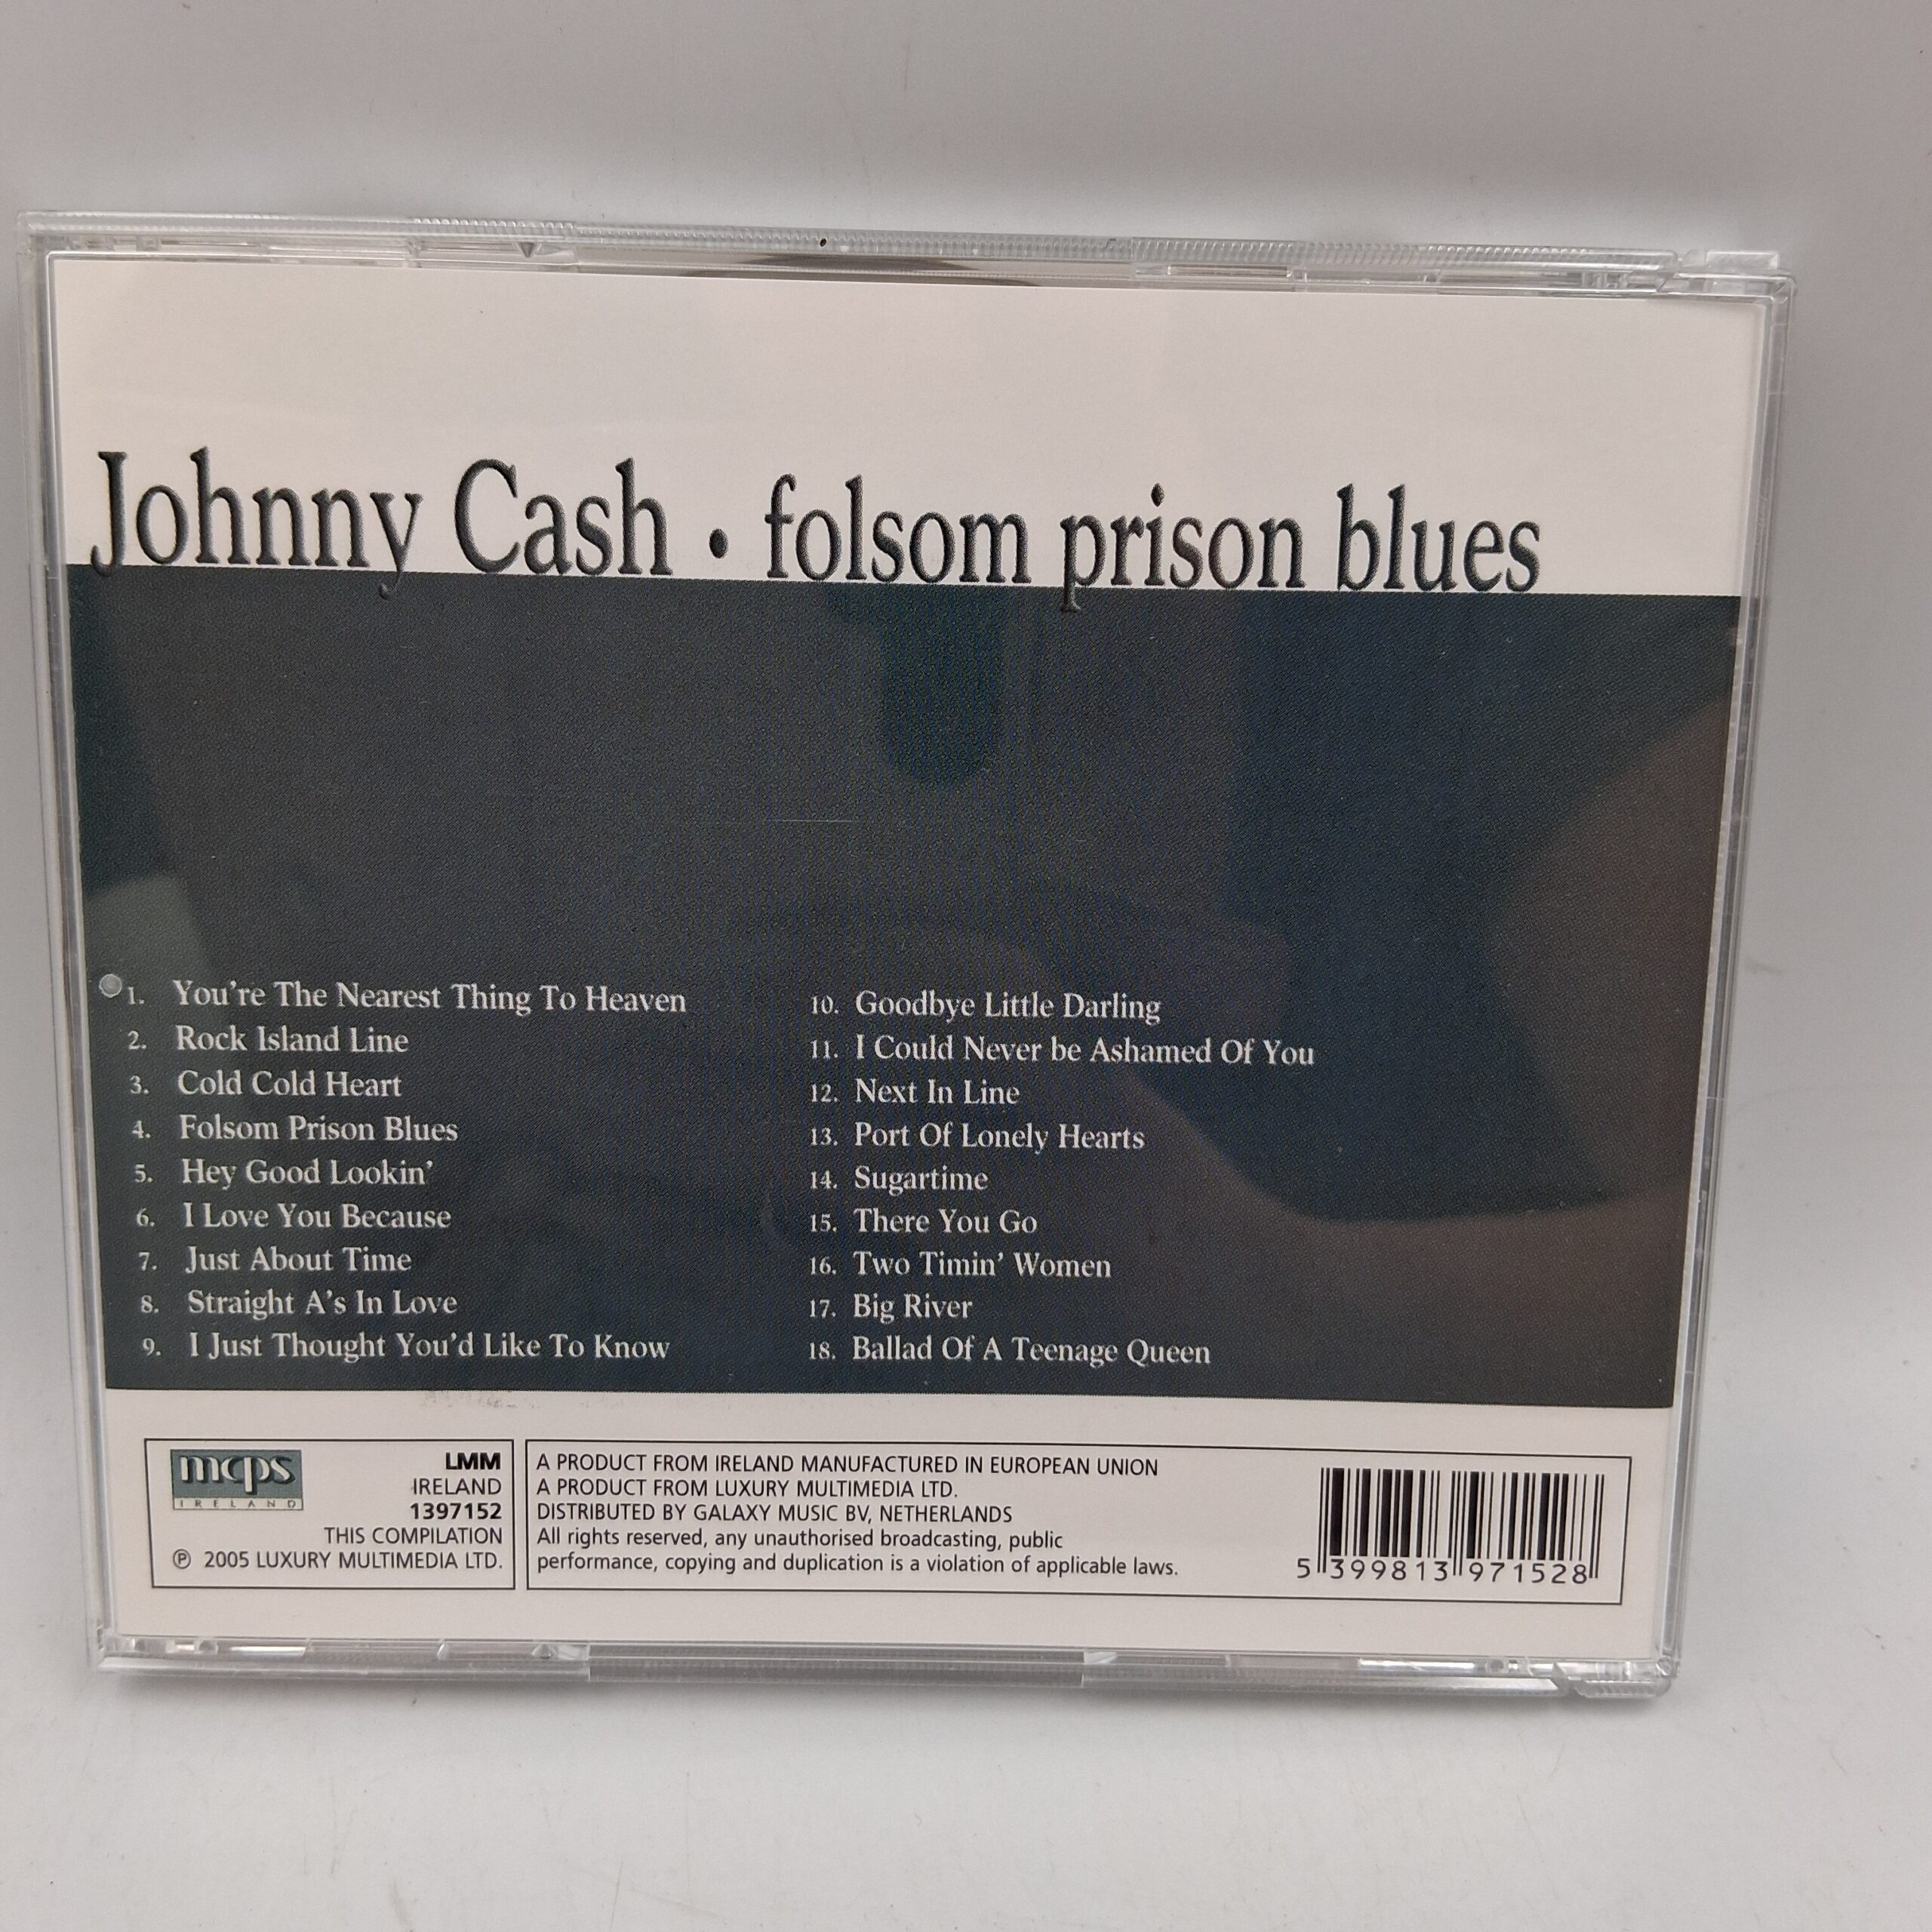 Johnny Cash • folsom prison blues
1. You're The Nearest Thing To Heaven
2. Rock Island Line
3. Cold Cold Heart
4. Folsom Prison Blues
5. Hey Good Lookin'
6. I Love You Because
7. Just About Time
8. Straight A's In Love
9. I Just Thought You'd Like To Know
10. Goodbye Little Darling
11. I Could Never be Ashamed Of You
12. Next In Line
13. Port Of Lonely Hearts
14. Sugartime
15. There You Go
16. Two Timin' Women
17. Big River
18. Ballad Of A Teenage Queen
mcps
IRELAND
LMM
IRELAND
1397152
THIS COMPILATION
℗ 2005 LUXURY MULTIMEDIA LTD.
A PRODUCT FROM IRELAND MANUFACTURED IN EUROPEAN UNION
A PRODUCT FROM LUXURY MULTIMEDIA LTD.
DISTRIBUTED BY GALAXY MUSIC BV, NETHERLANDS
All rights reserved, any unauthorised broadcasting, public
performance, copying and duplication is a violation of applicable laws.
5 399813 971528